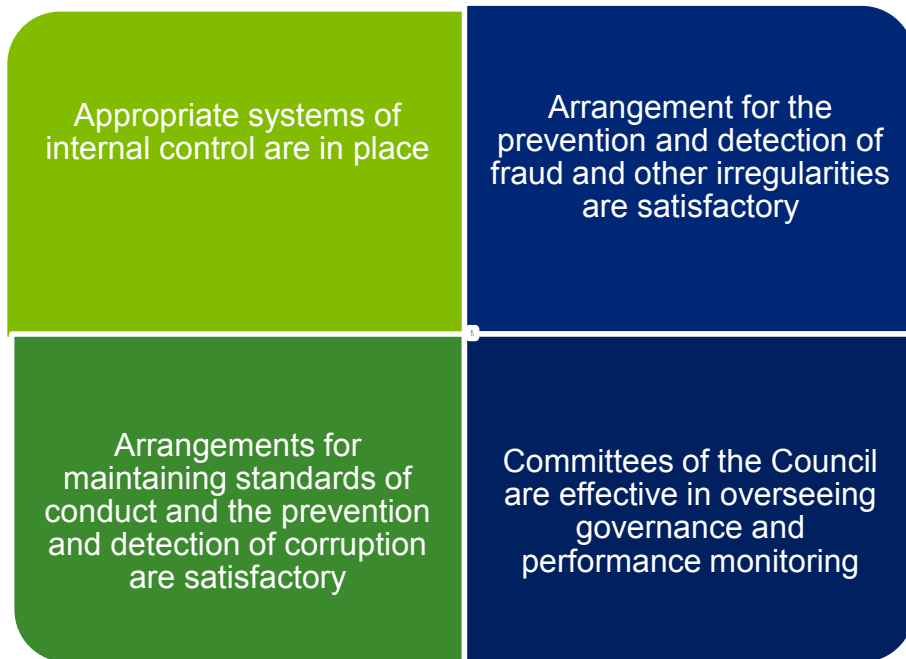 Appropriate systems of
internal control are in place
Arrangement for the
prevention and detection of
fraud and other irregularities
are satisfactory
Arrangements for
maintaining standards of
conduct and the prevention
and detection of corruption
are satisfactory
Committees of the Council
are effective in overseeing
governance and
performance monitoring